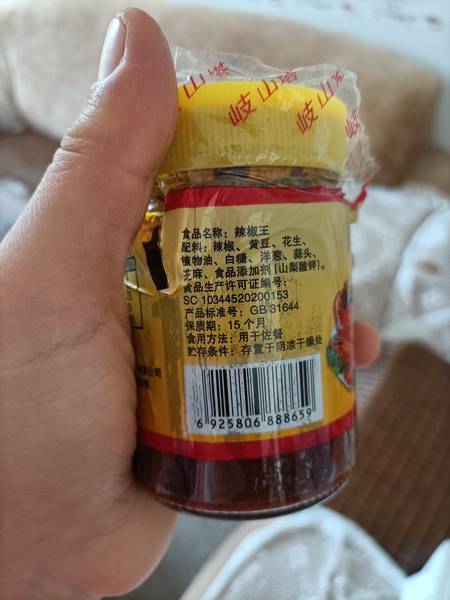 岐山塔
岐山塔
食品名称：辣椒王
配料：辣椒、黄豆、花生、
植物油、白糖、洋葱、蒜头、
芝麻、食品添加剂(山梨酸钾)。
食品生产许可证编号：
SC 10344520200153
产品标准号：GB 31644
保质期：15个月
食用方法：用于佐餐
贮存条件：存置于阴凉干燥处
6 925806 888659